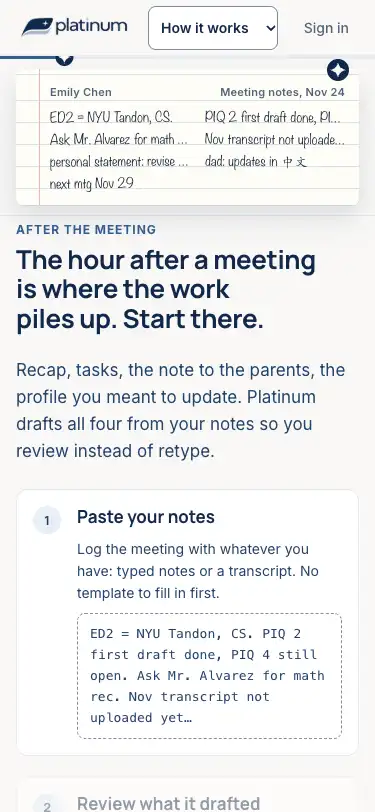 platinum
How it works
Sign in
Emily Chen
Meeting notes, Nov 24
ED2 = NYU Tandon, CS.
PIQ 2 first draft done, PI...
Ask Mr. Alvarez for math ...
Nov transcript not uploade...
personal statement: revise ...
dad: updates in 中文
next mtg Nov 29
AFTER THE MEETING
The hour after a meeting
is where the work
piles up. Start there.
Recap, tasks, the note to the parents, the
profile you meant to update. Platinum
drafts all four from your notes so you
review instead of retype.
1
Paste your notes
Log the meeting with whatever you
have: typed notes or a transcript. No
template to fill in first.
ED2 = NYU Tandon, CS. PIQ 2
first draft done, PIQ 4 still
open. Ask Mr. Alvarez for math
rec. Nov transcript not
uploaded yet…
2
Review what it drafted